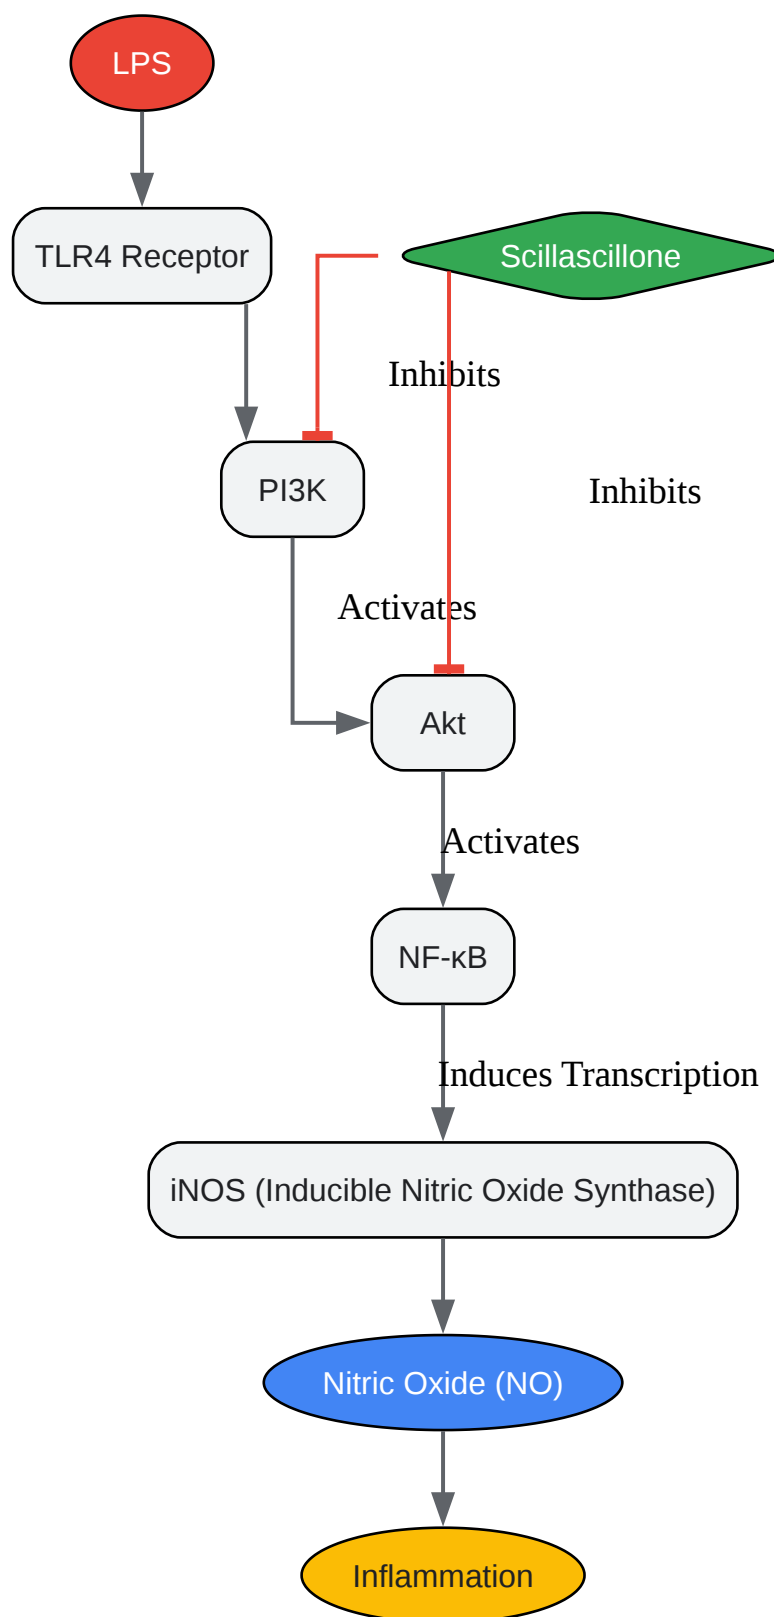 LPS
TLR4 Receptor
Scillascillone
Inhibits
PI3K
Inhibits
Activates
Akt
Activates
NF-κB
Induces Transcription
iNOS (Inducible Nitric Oxide Synthase)
Nitric Oxide (NO)
Inflammation